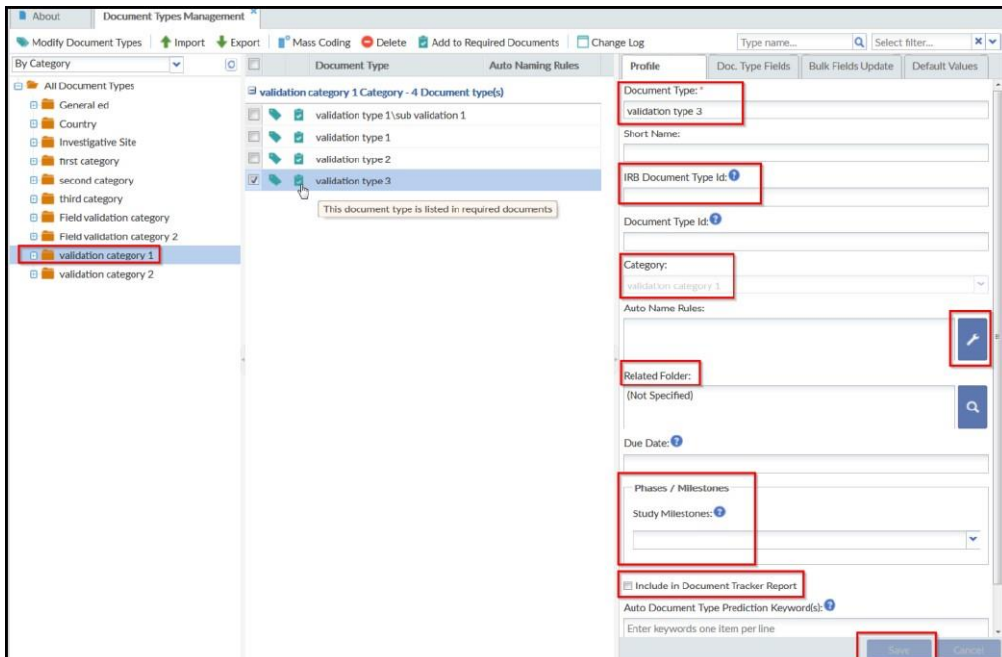 About
Document Types Management
Modify Document Types Import Export Mass Coding Delete Add to Required Documents Change Log Type name... Select filter...
By Category
All Document Types
General ed
Country
Investigative Site
first category
second category
third category
Field validation category
Field validation category 2
validation category 1
validation category 2
Document Type Auto Naming Rules
validation category 1 Category - 4 Document type(s)
validation type 1\sub validation 1
validation type 1
validation type 2
validation type 3
This document type is listed in required documents
Profile Doc. Type Fields Bulk Fields Update Default Values
Document Type: *
validation type 3
Short Name:
IRB Document Type Id:
Document Type Id:
Category:
validation category 1
Auto Name Rules:
Related Folder:
(Not Specified)
Due Date:
Phases / Milestones
Study Milestones:
Include in Document Tracker Report
Auto Document Type Prediction Keyword(s):
Enter keywords one item per line
Save Cancel